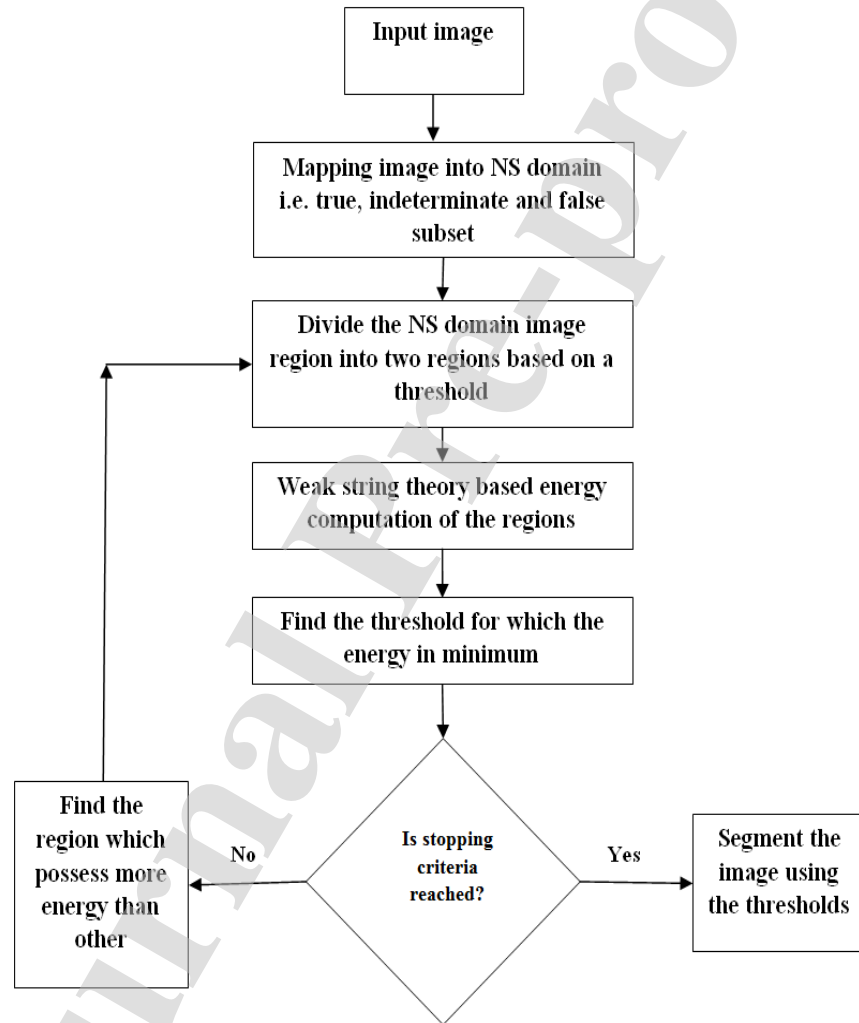 Input image
Mapping image into NS domain
i.e. true, indeterminate and false
subset
Divide the NS domain image
region into two regions based on a
threshold
Weak string theory based energy
computation of the regions
Find the threshold for which the
energy in minimum
Is stopping
criteria
reached?
No
Yes
Find the
region which
possess more
energy than
other
Segment the
image using
the thresholds
urnal Pre-pro